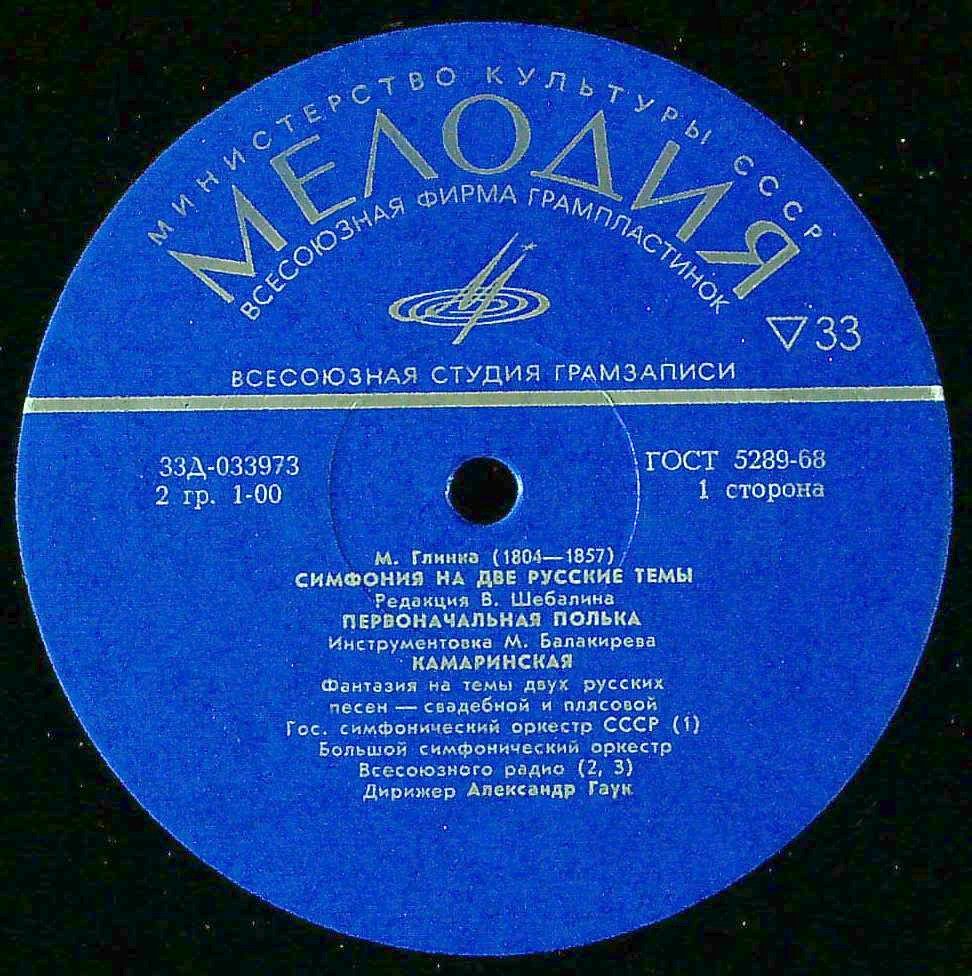 МИНИСТЕРСТВО КУЛЬТУРЫ СССР
МЕЛОДИЯ
ВСЕСОЮЗНАЯ ФИРМА ГРАМПЛАСТИНОК
▽33
ВСЕСОЮЗНАЯ СТУДИЯ ГРАМЗАПИСИ
33Д-033973
2 гр. 1-00
ГОСТ 5289-68
1 сторона
М. Глинка (1804—1857)
СИМФОНИЯ НА ДВЕ РУССКИЕ ТЕМЫ
Редакция В. Шебалина
ПЕРВОНАЧАЛЬНАЯ ПОЛЬКА
Инструментовка М. Балакирева
КАМАРИНСКАЯ
Фантазия на темы двух русских
песен — свадебной и плясовой
Гос. симфонический оркестр СССР (1)
Большой симфонический оркестр
Всесоюзного радио (2, 3)
Дирижер Александр Гаук